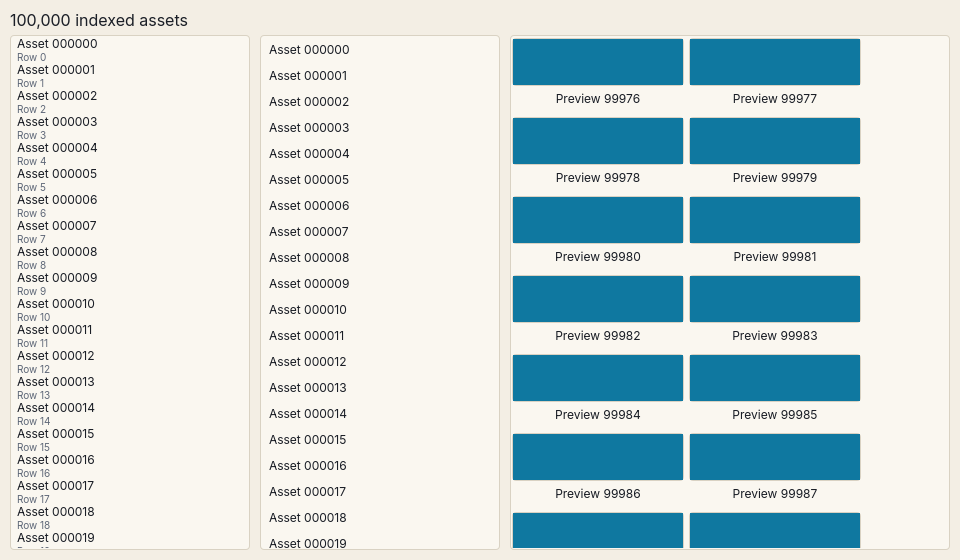 100,000 indexed assets
Asset 000000
Row 0
Asset 000001
Row 1
Asset 000002
Row 2
Asset 000003
Row 3
Asset 000004
Row 4
Asset 000005
Row 5
Asset 000006
Row 6
Asset 000007
Row 7
Asset 000008
Row 8
Asset 000009
Row 9
Asset 000010
Row 10
Asset 000011
Row 11
Asset 000012
Row 12
Asset 000013
Row 13
Asset 000014
Row 14
Asset 000015
Row 15
Asset 000016
Row 16
Asset 000017
Row 17
Asset 000018
Row 18
Asset 000019
Asset 000000
Asset 000001
Asset 000002
Asset 000003
Asset 000004
Asset 000005
Asset 000006
Asset 000007
Asset 000008
Asset 000009
Asset 000010
Asset 000011
Asset 000012
Asset 000013
Asset 000014
Asset 000015
Asset 000016
Asset 000017
Asset 000018
Asset 000019
Preview 99976 Preview 99977
Preview 99978 Preview 99979
Preview 99980 Preview 99981
Preview 99982 Preview 99983
Preview 99984 Preview 99985
Preview 99986 Preview 99987